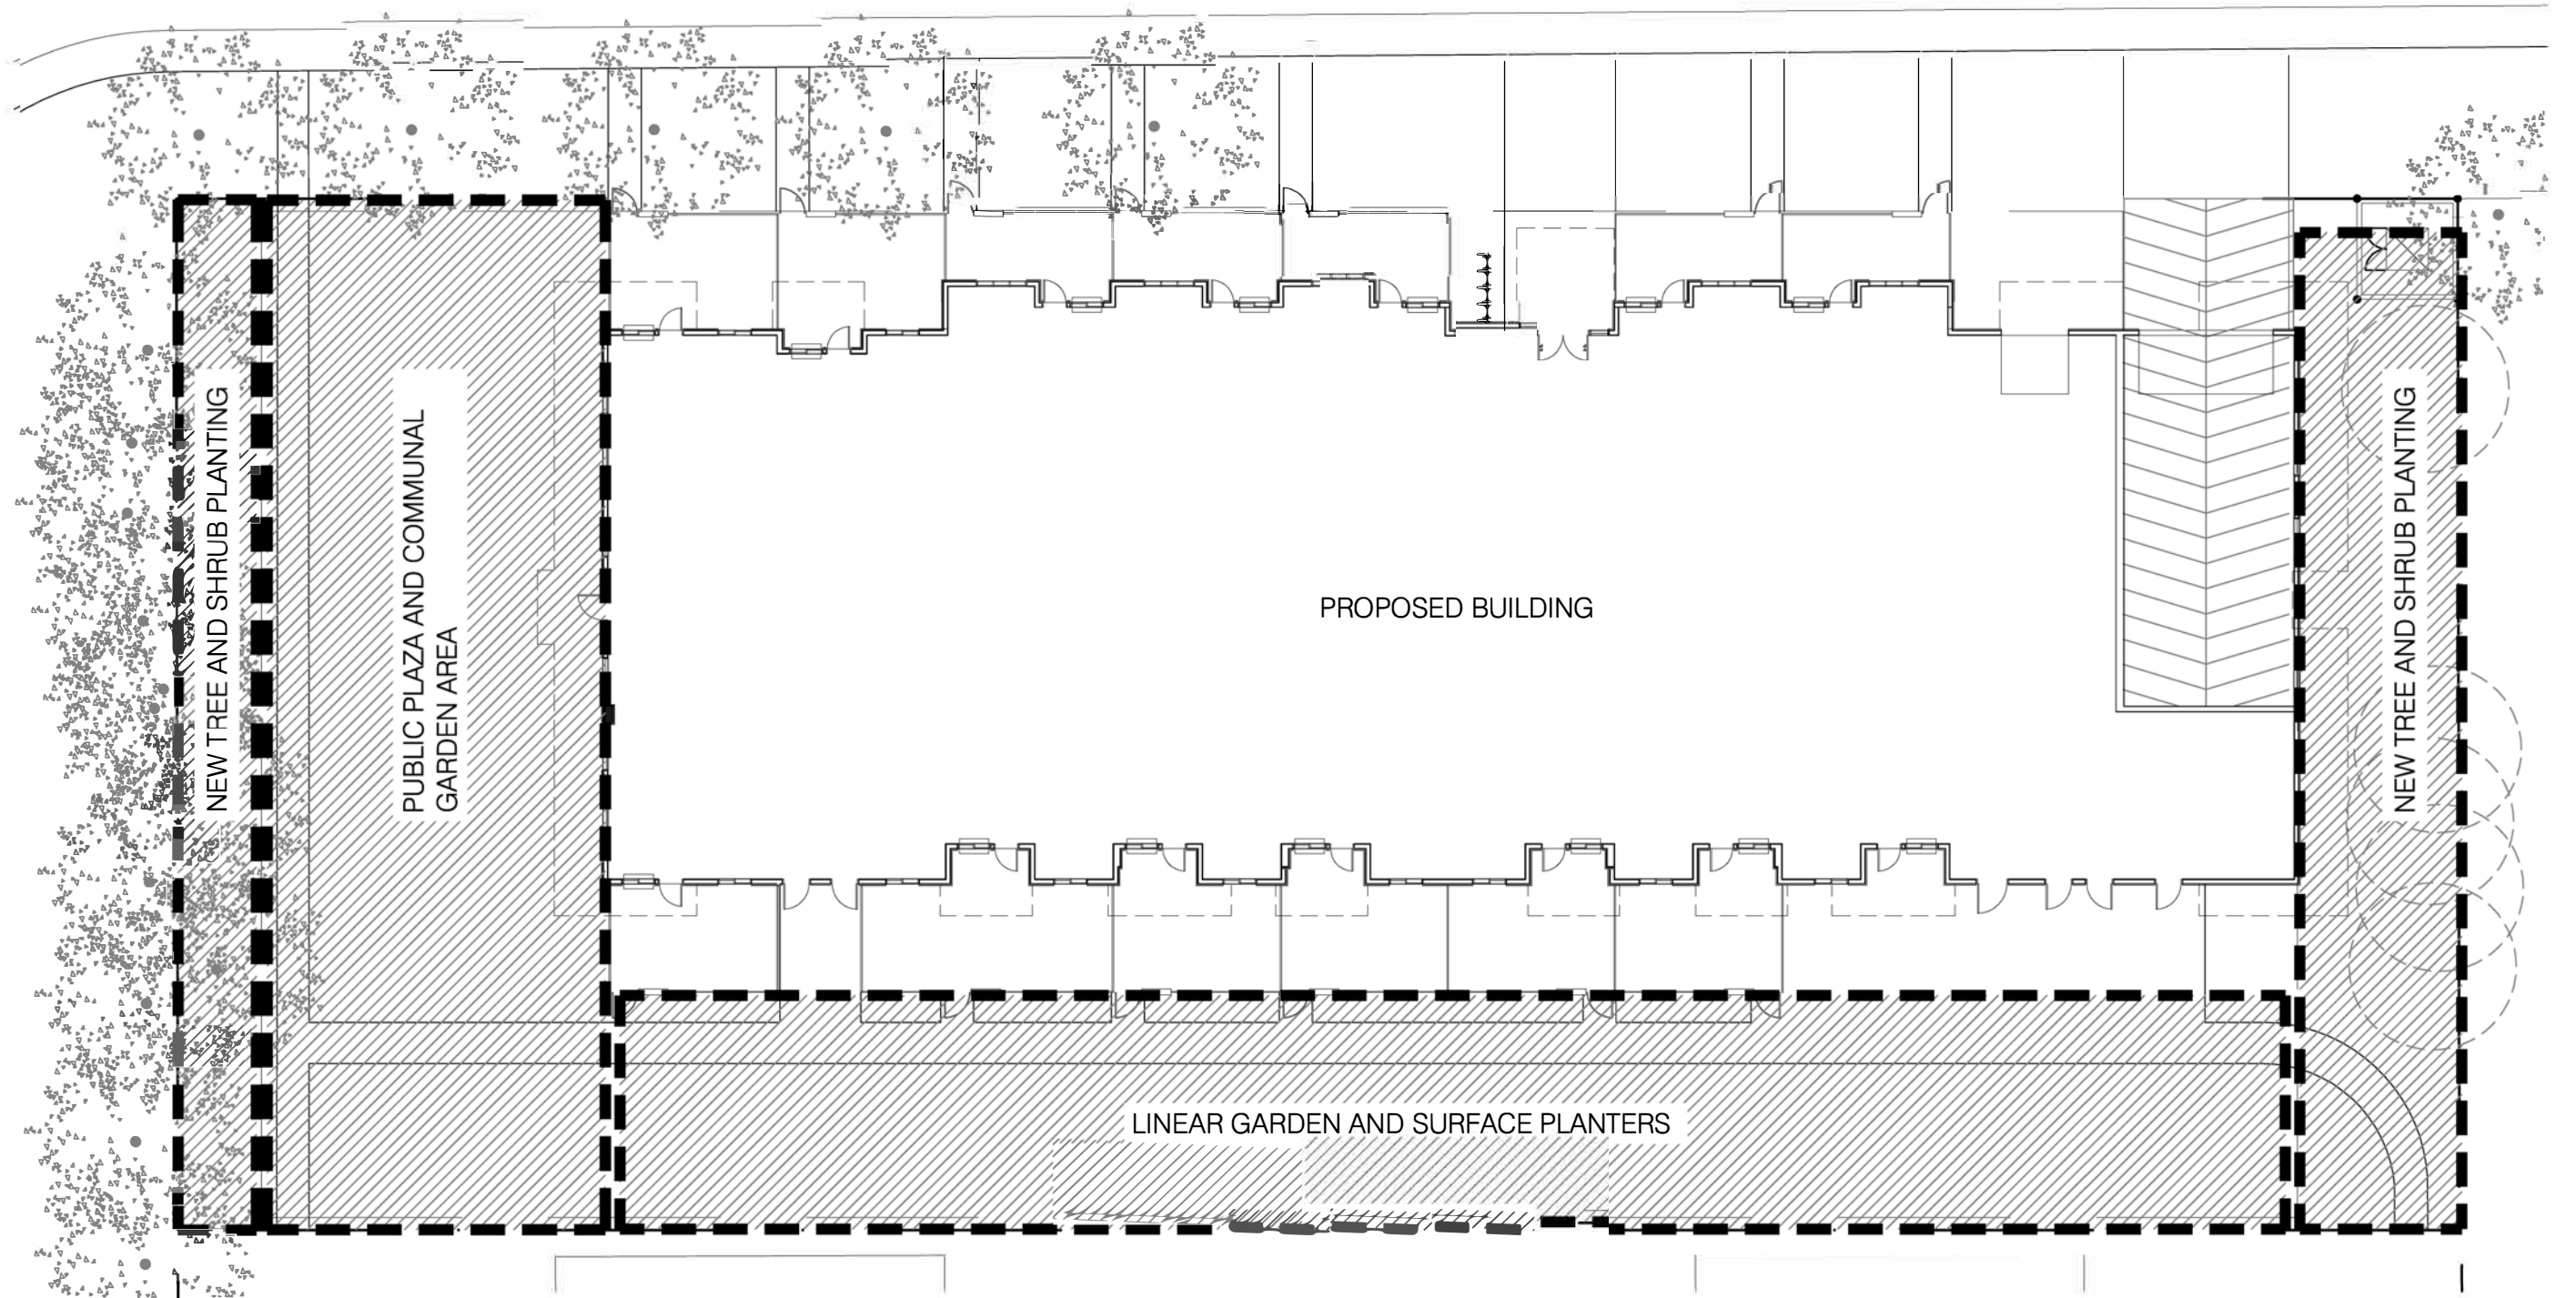 NEW TREE AND SHRUB PLANTING
PUBLIC PLAZA AND COMMUNAL
GARDEN AREA
PROPOSED BUILDING
NEW TREE AND SHRUB PLANTING
LINEAR GARDEN AND SURFACE PLANTERS